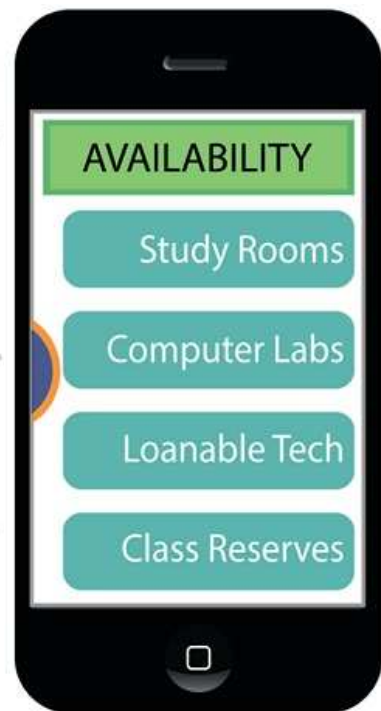 AVAILABILITY
Study Rooms
Computer Labs
Loanable Tech
Class Reserves